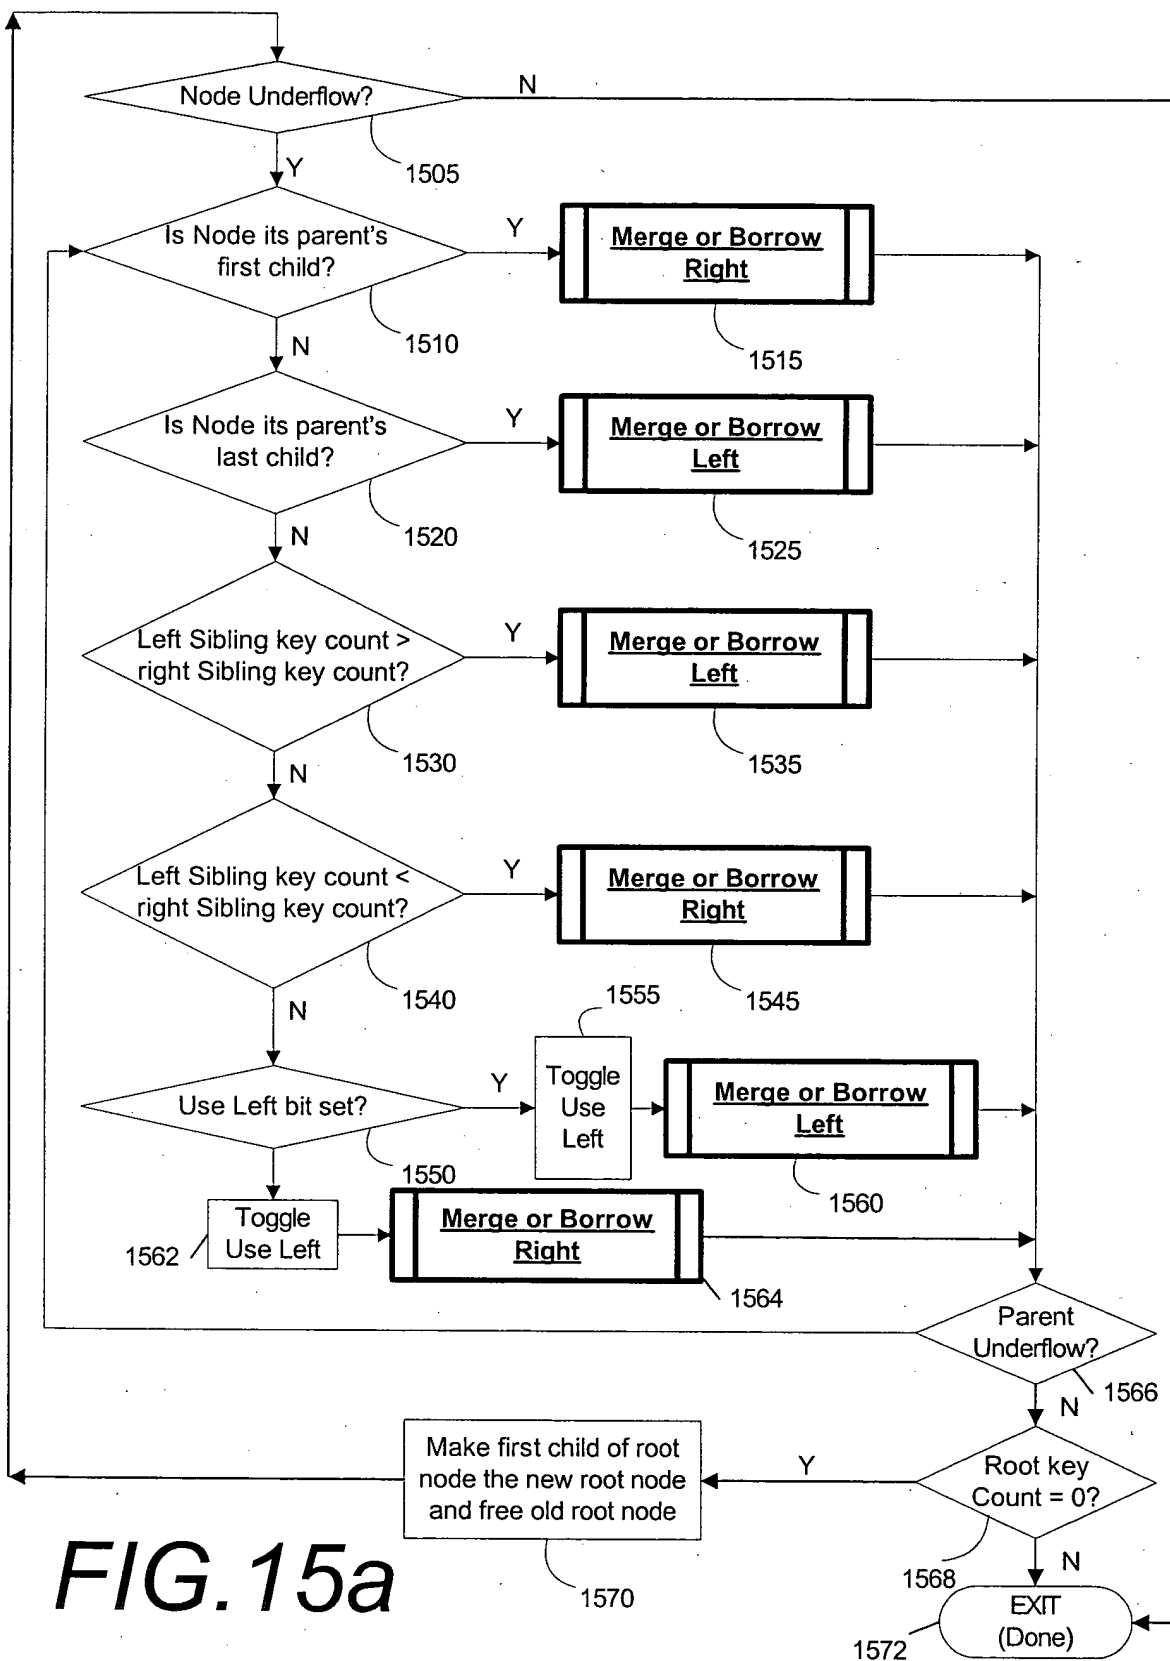 Node Underflow?
N
1505
Y
Is Node its parent's
first child?
Y
Merge or Borrow
Right
1510
1515
N
Is Node its parent's
last child?
Y
Merge or Borrow
Left
1520
1525
N
Left Sibling key count >
right Sibling key count?
Y
Merge or Borrow
Left
1530
1535
N
Left Sibling key count <
right Sibling key count?
Y
Merge or Borrow
Right
1540
1545
N
1555
Use Left bit set?
Y
Toggle
Use
Left
Merge or Borrow
Left
1550
1560
Toggle
Use Left
1562
Merge or Borrow
Right
1564
Parent
Underflow?
1566
N
Root key
Count = 0?
Y
Make first child of root
node the new root node
and free old root node
1570
1568
N
EXIT
(Done)
1572
FIG.15a